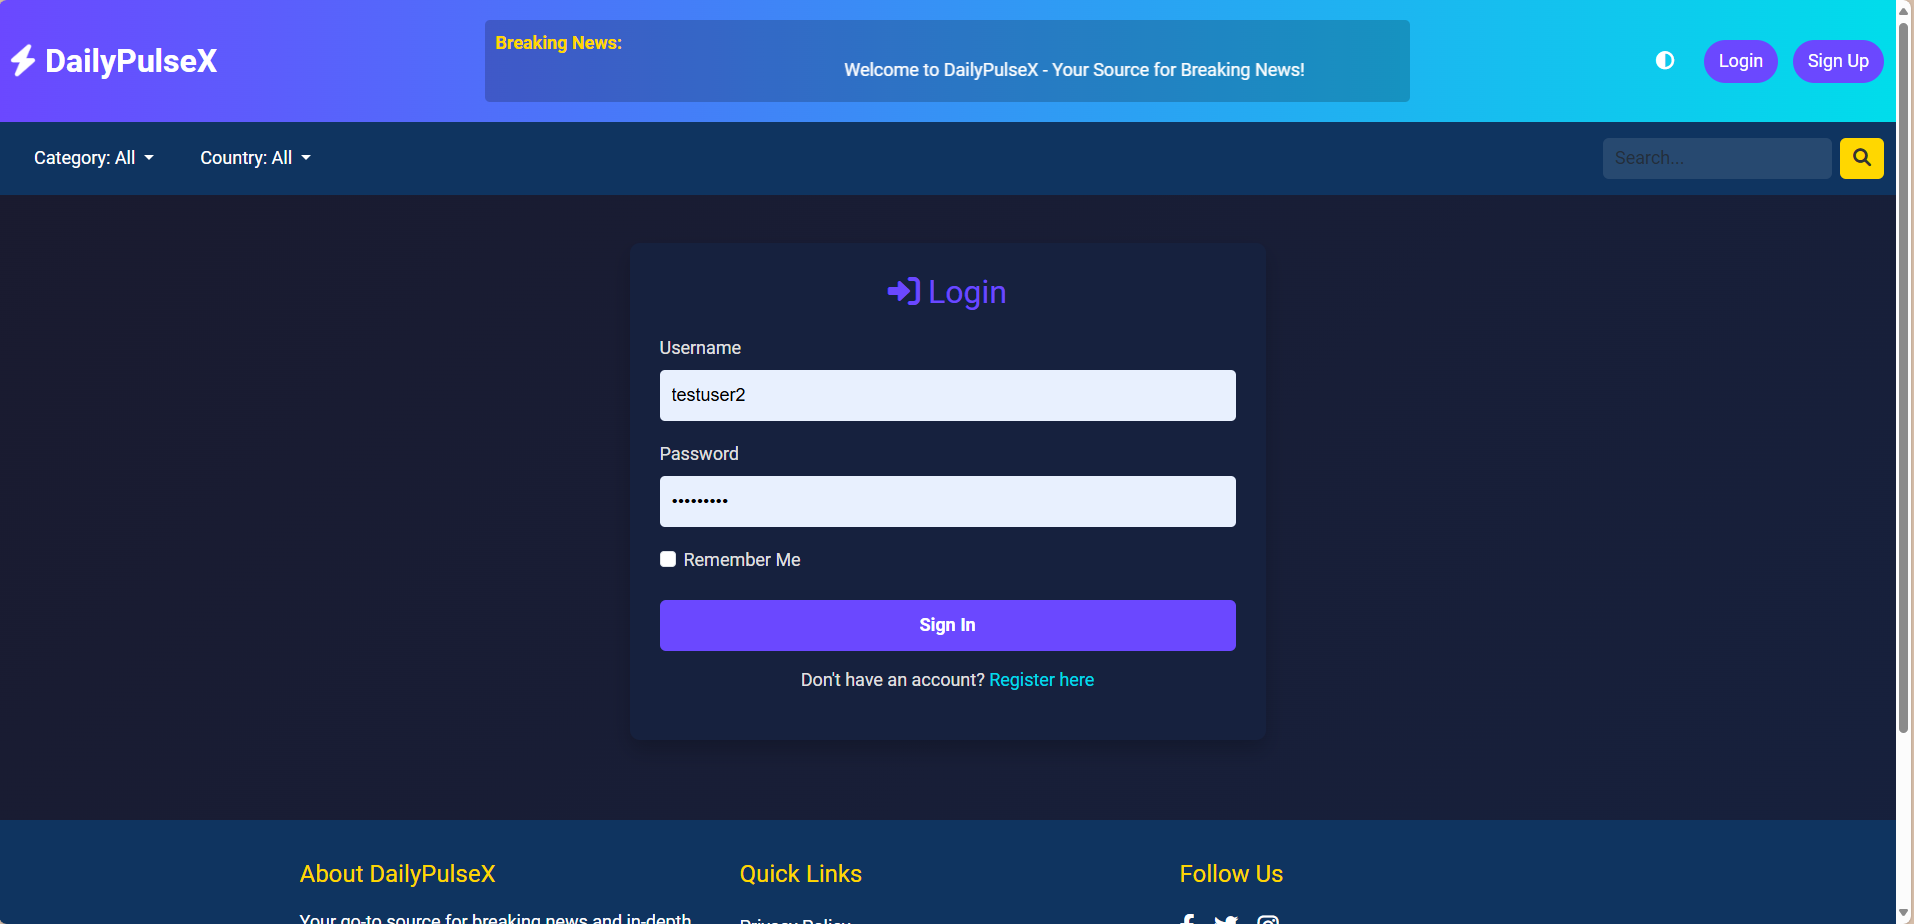 DailyPulseX
Breaking News:
Welcome to DailyPulseX - Your Source for Breaking News!
Login
Sign Up
Category: All
Country: All
Search...
Login
Username
testuser2
Password
•••••••••
Remember Me
Sign In
Don't have an account? Register here
About DailyPulseX
Quick Links
Follow Us
Your go-to source for breaking news and in-depth
Privacy Policy